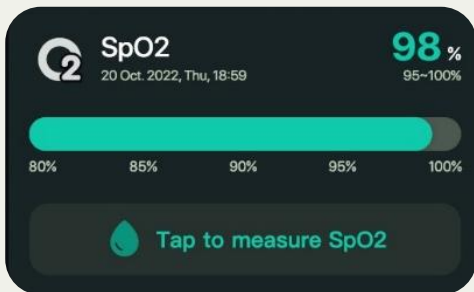 O2
SpO2
20 Oct. 2022, Thu, 18:59
98 %
95~100%
80% 85% 90% 95% 100%
Tap to measure SpO2